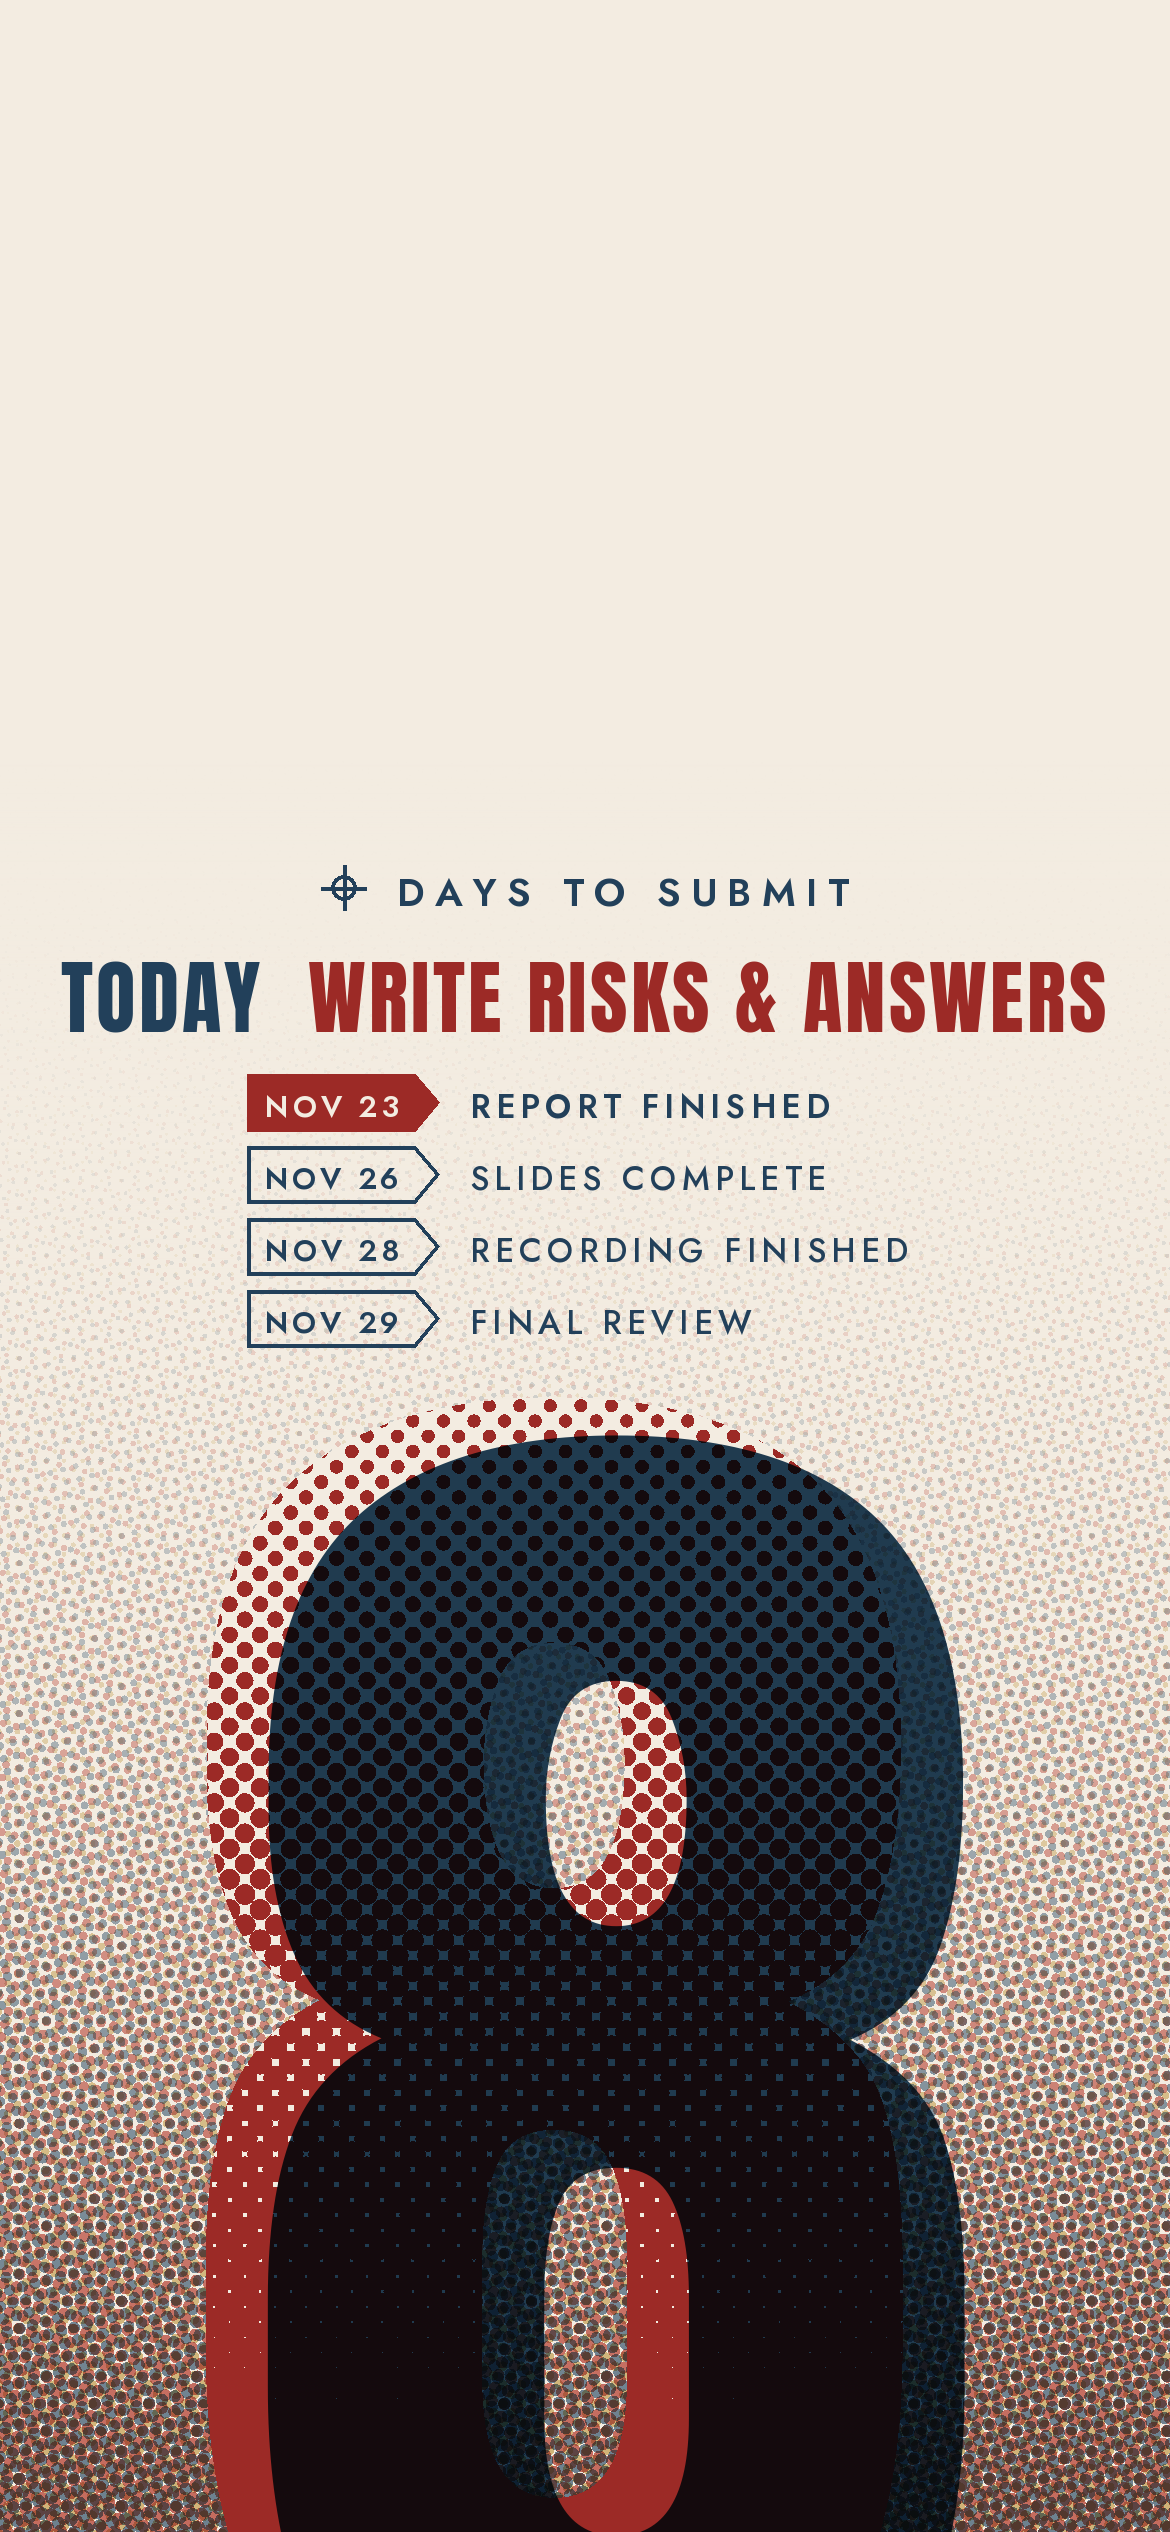 DAYS TO SUBMIT
TODAY WRITE RISKS & ANSWERS
NOV 23 REPORT FINISHED
NOV 26 SLIDES COMPLETE
NOV 28 RECORDING FINISHED
NOV 29 FINAL REVIEW
8